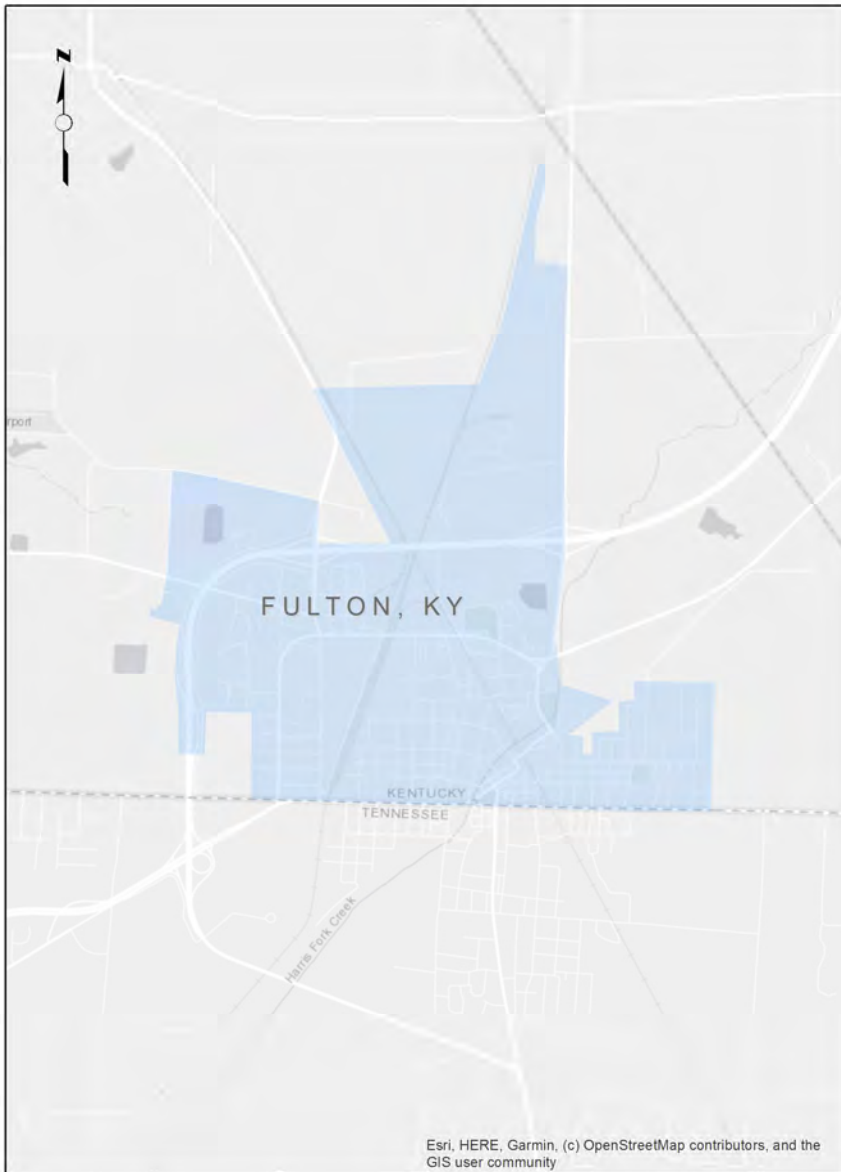 N
rport
FULTON, KY
KENTUCKY
TENNESSEE
Harris Fork Creek
Esri, HERE, Garmin, (c) OpenStreetMap contributors, and the
GIS user community